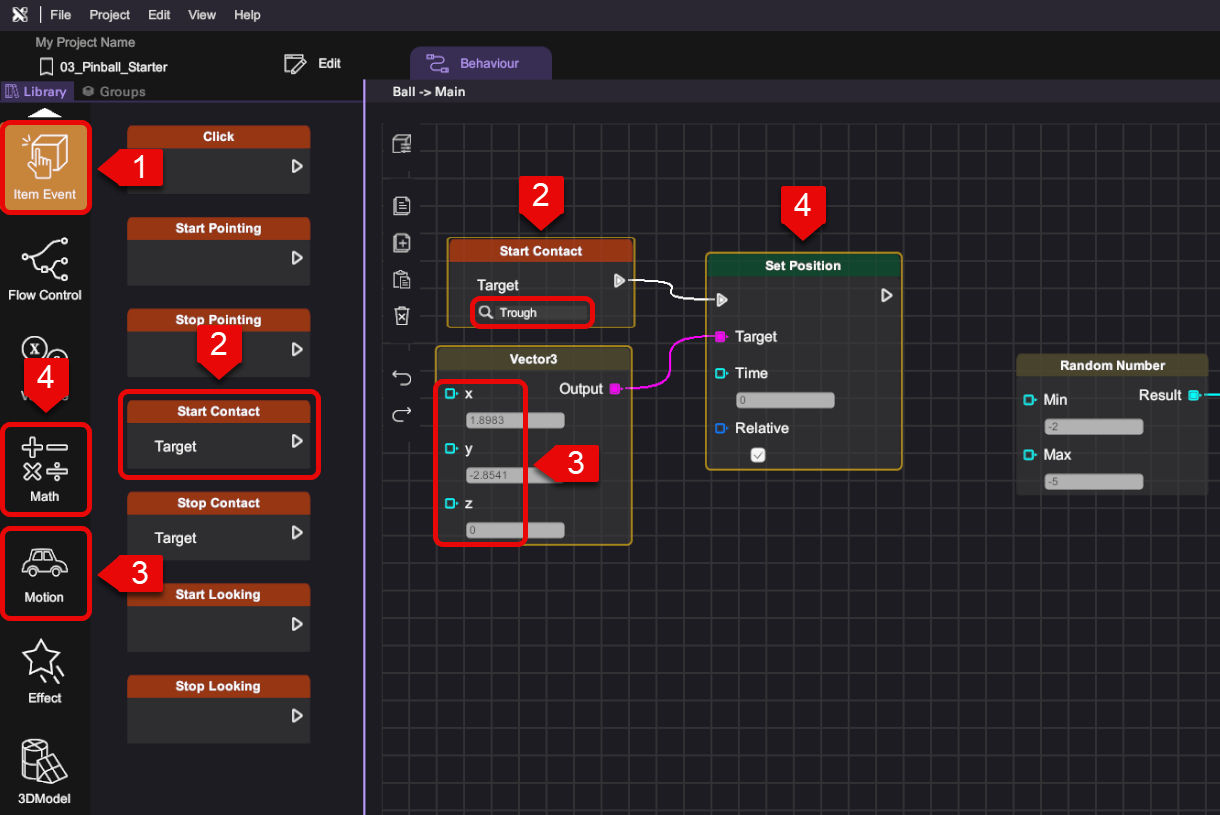 File Project Edit View Help
My Project Name
03_Pinball_Starter
Edit
Behaviour
Library
Groups
Ball -> Main
Item Event
1
Flow Control
X
4
Math
Motion
3
Effect
3DModel
Click
Start Pointing
Stop Pointing
2
Start Contact
Target
Stop Contact
Target
Start Looking
Stop Looking
2
Start Contact
Target
Trough
Vector3
x
Output
1.8983
y
-2.8541
z
0
3
4
Set Position
Target
Time
0
Relative
Random Number
Min
Result
-2
Max
-5